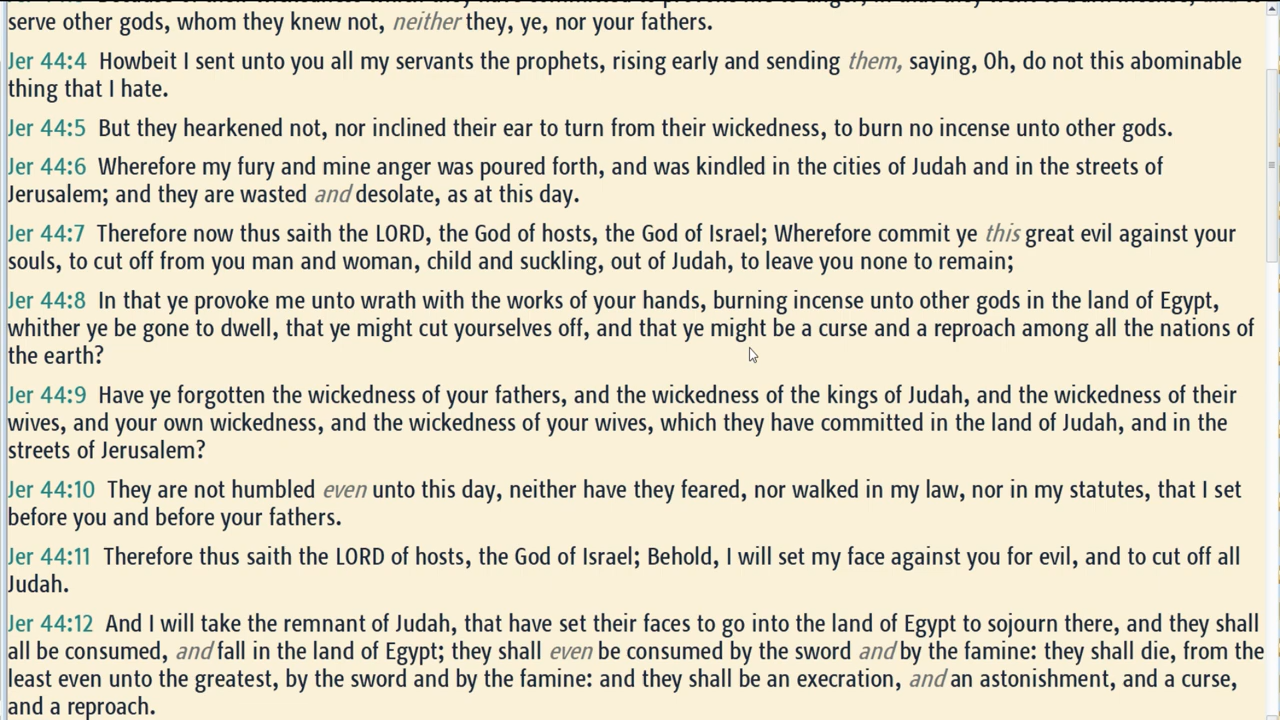 serve other gods, whom they knew not, neither they, ye, nor your fathers.
Jer 44:4 Howbeit I sent unto you all my servants the prophets, rising early and sending them, saying, Oh, do not this abominable
thing that I hate.
Jer 44:5 But they hearkened not, nor inclined their ear to turn from their wickedness, to burn no incense unto other gods.
Jer 44:6 Wherefore my fury and mine anger was poured forth, and was kindled in the cities of Judah and in the streets of
Jerusalem; and they are wasted and desolate, as at this day.
Jer 44:7 Therefore now thus saith the LORD, the God of hosts, the God of Israel; Wherefore commit ye this great evil against your
souls, to cut off from you man and woman, child and suckling, out of Judah, to leave you none to remain;
Jer 44:8 In that ye provoke me unto wrath with the works of your hands, burning incense unto other gods in the land of Egypt,
whither ye be gone to dwell, that ye might cut yourselves off, and that ye might be a curse and a reproach among all the nations of
the earth?
Jer 44:9 Have ye forgotten the wickedness of your fathers, and the wickedness of the kings of Judah, and the wickedness of their
wives, and your own wickedness, and the wickedness of your wives, which they have committed in the land of Judah, and in the
streets of Jerusalem?
Jer 44:10 They are not humbled even unto this day, neither have they feared, nor walked in my law, nor in my statutes, that I set
before you and before your fathers.
Jer 44:11 Therefore thus saith the LORD of hosts, the God of Israel; Behold, I will set my face against you for evil, and to cut off all
Judah.
Jer 44:12 And I will take the remnant of Judah, that have set their faces to go into the land of Egypt to sojourn there, and they shall
all be consumed, and fall in the land of Egypt; they shall even be consumed by the sword and by the famine: they shall die, from the
least even unto the greatest, by the sword and by the famine: and they shall be an execration, and an astonishment, and a curse,
and a reproach.